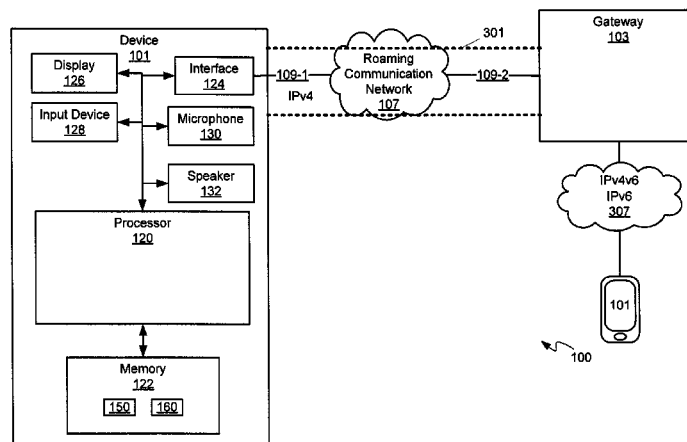 Device
101
Display
126
Interface
124
Input Device
128
Microphone
130
Speaker
132
Processor
120
Memory
122
150
160
109-1
IPv4
Roaming
Communication
Network
107
109-2
301
Gateway
103
IPv4v6
IPv6
307
101
100